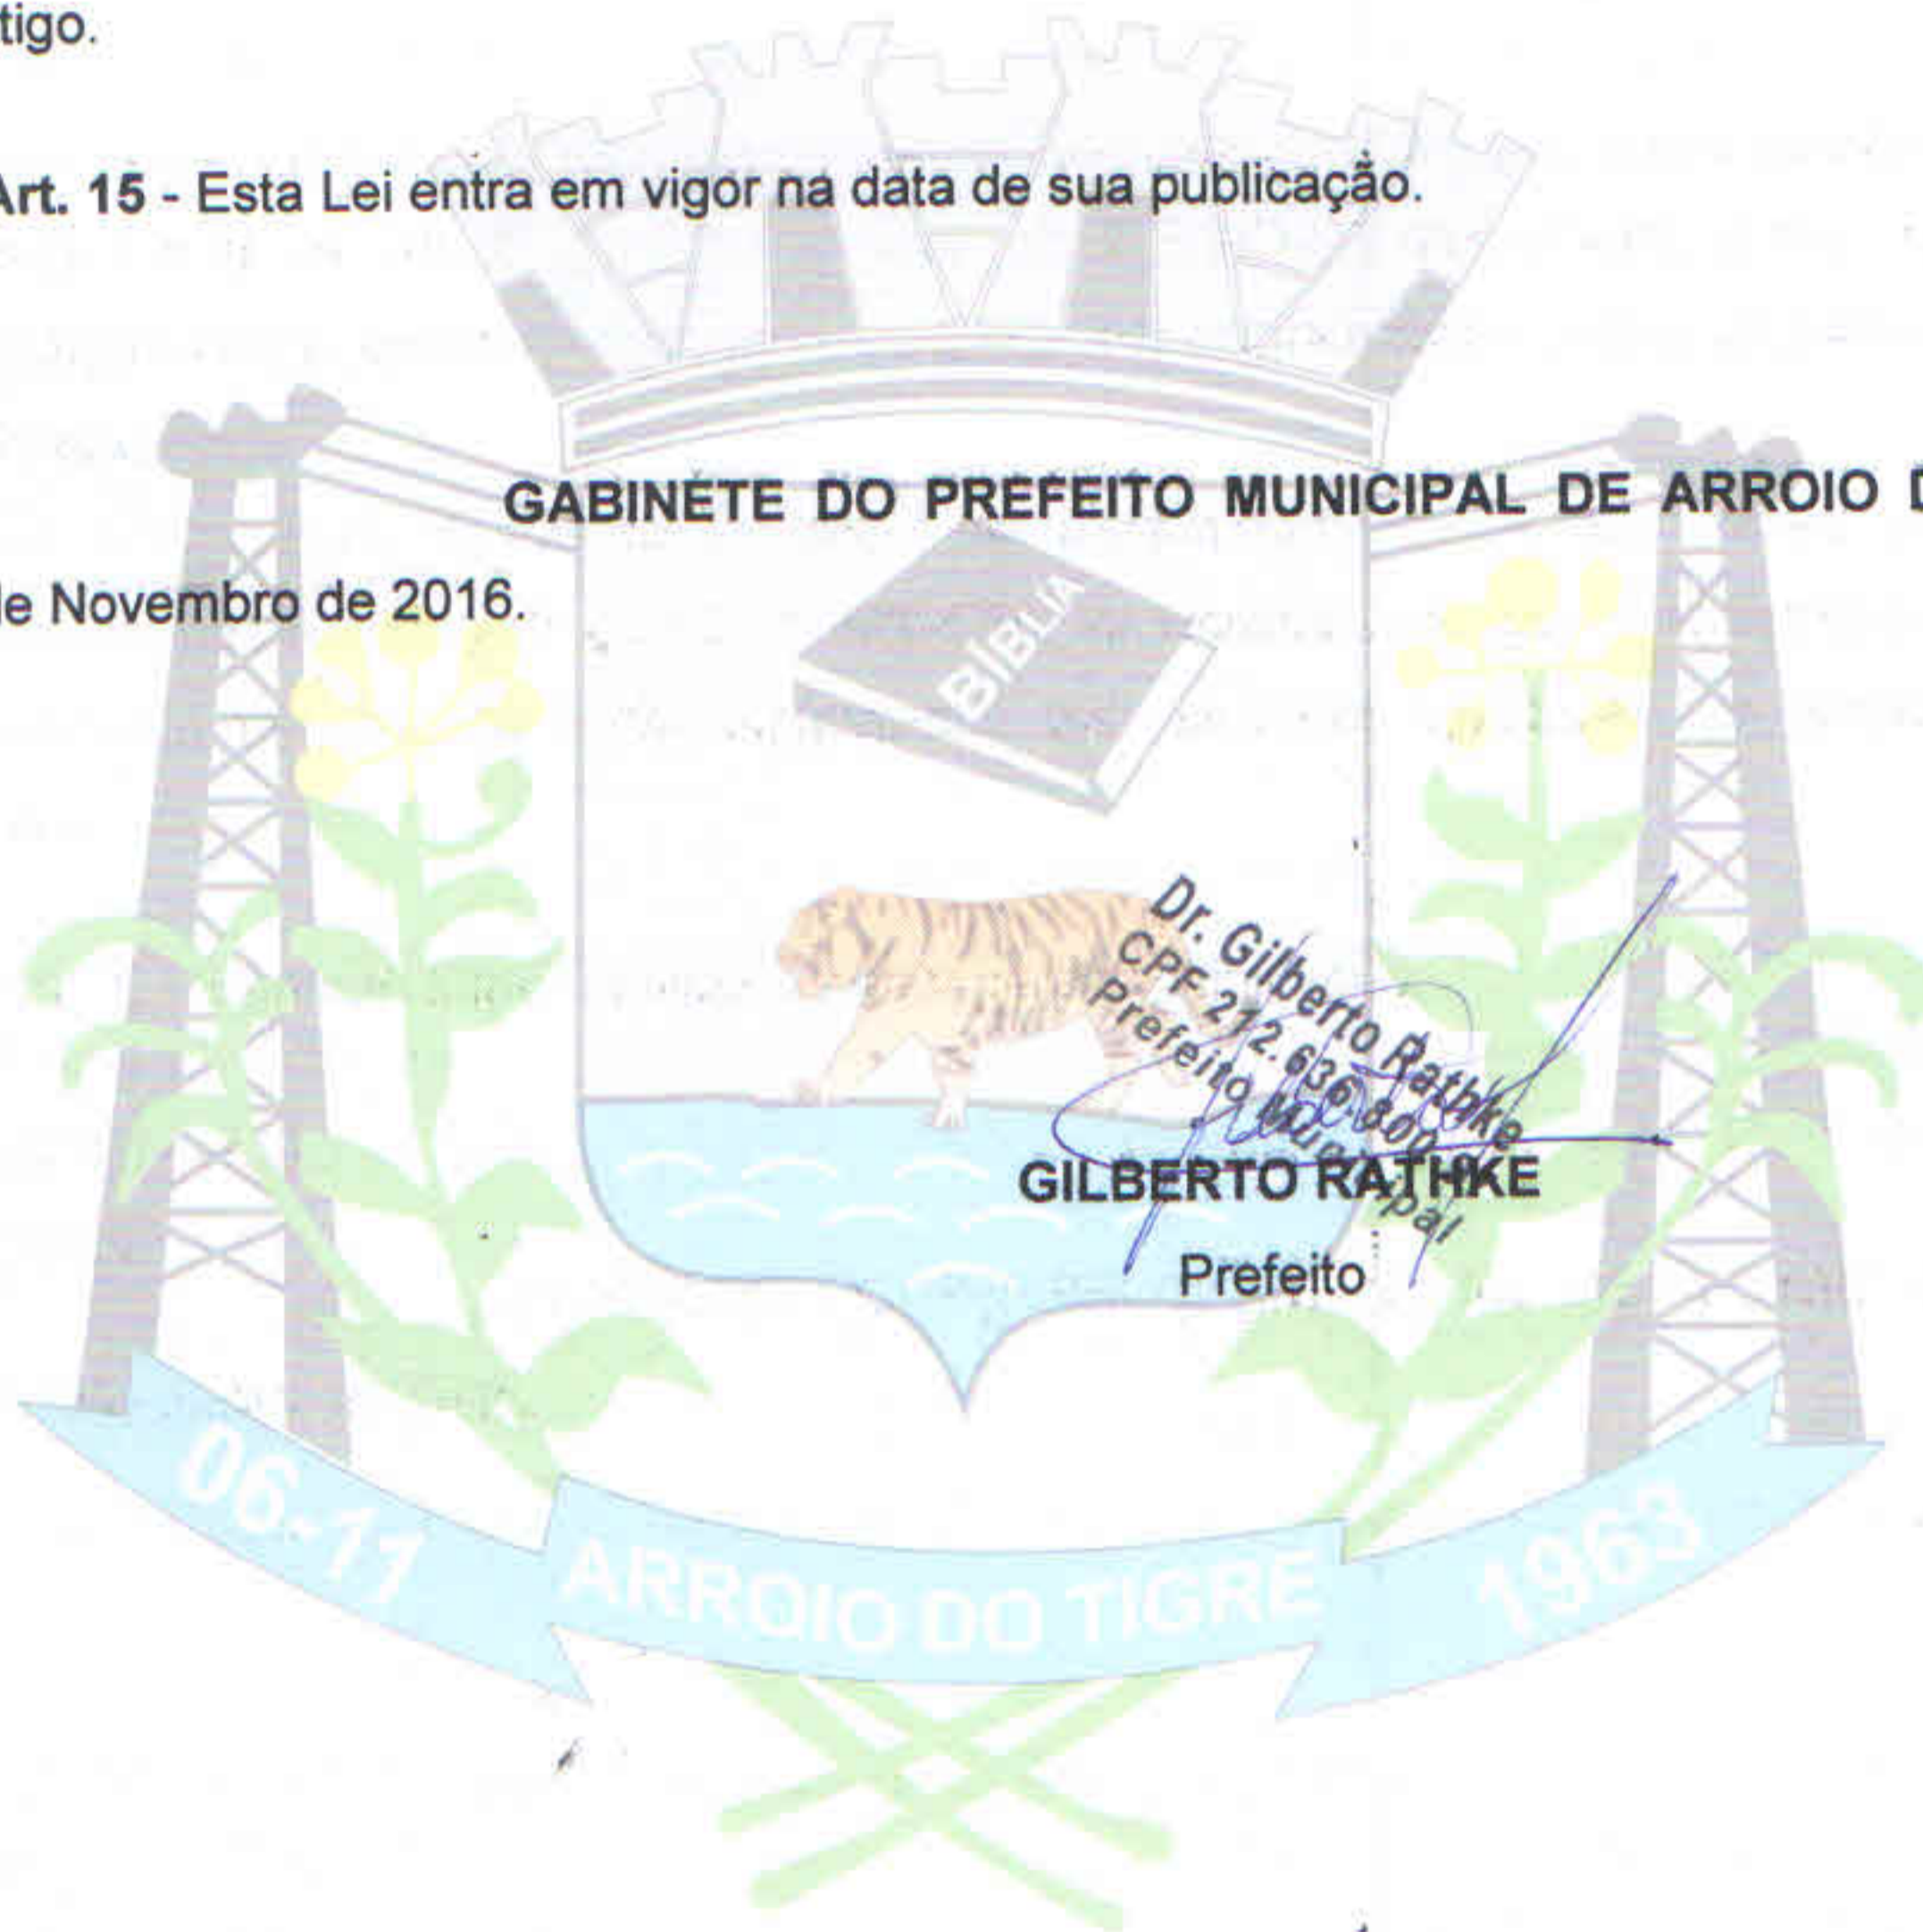 tigo.
Art. 15 - Esta Lei entra em vigor na data de sua publicação.
GABINETE DO PREFEITO MUNICIPAL DE ARROIO D
de Novembro de 2016.
BÍBLIA
Dr. Gilberto Rathke
CPF 212.636.800
Prefeito Municipal
GILBERTO RATHKE
Prefeito
06-11
ARROIO DO TIGRE
1963